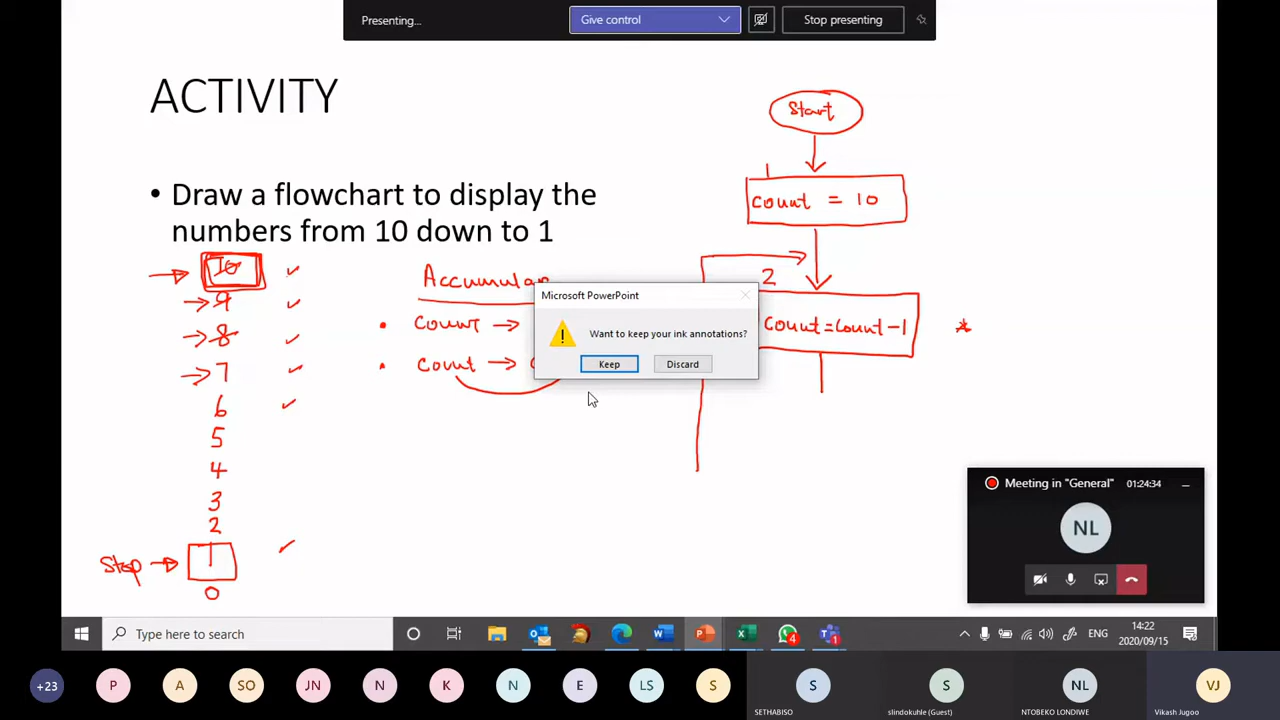 Presenting...
Give control
Stop presenting
ACTIVITY
• Draw a flowchart to display the
numbers from 10 down to 1
Start
1
count = 10
2
count=count-1
*
→ 10 ✓
→ 9 ✓
→ 8 ✓
→ 7 ✓
6 ✓
5
4
3
2
Stop → 1 ✓
0
• count →
• count →
Microsoft PowerPoint
Want to keep your ink annotations?
Keep
Discard
Meeting in "General"
01:24:34
NL
Type here to search
4
1
ENG
14:22
2020/09/15
+23
P
A
SO
JN
N
K
N
E
LS
S
S
SETHABISO
S
slindokuhle (Guest)
NL
NTOBEKO LONDIWE
VJ
Vikash Jugoo